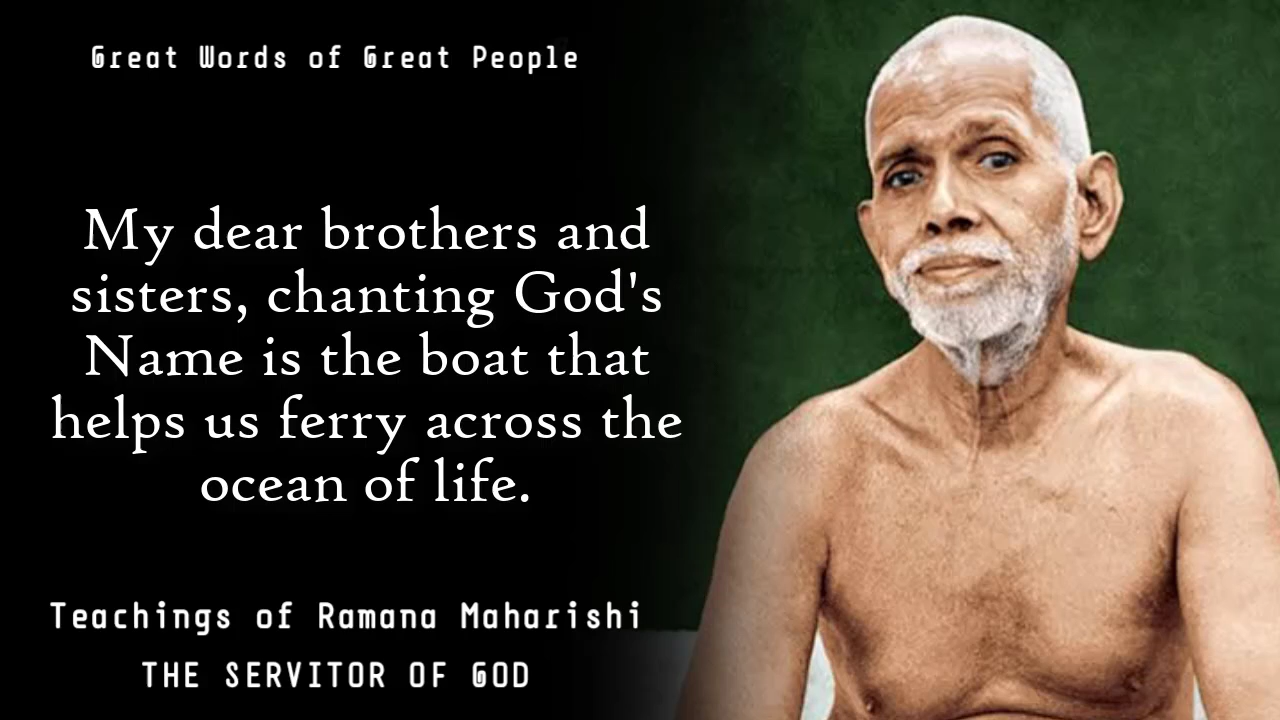 Great Words of Great People
My dear brothers and
sisters, chanting God's
Name is the boat that
helps us ferry across the
ocean of life.
Teachings of Ramana Maharishi
THE SERVITOR OF GOD